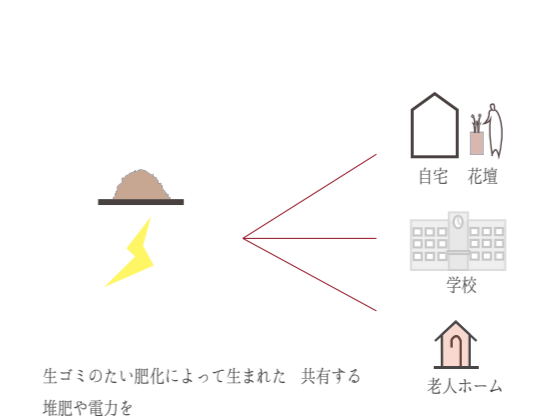 自宅
花壇
学校
老人ホーム
生ゴミのたい肥化によって生まれた
堆肥や電力を
共有する